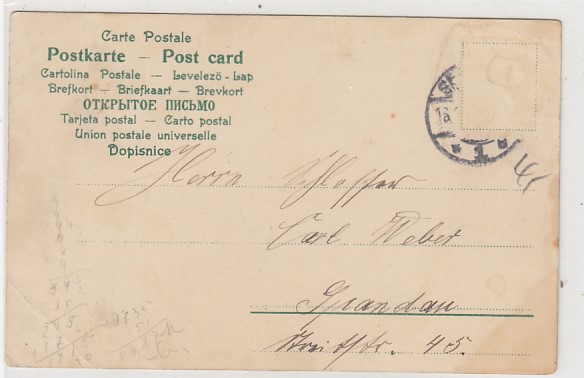 Carte Postale
Postkarte — Post card
Cartolina Postale — Levelező-Lap
Brefkort — Briefkaart — Brevkort
ОТКРЫТОЕ ПИСЬМО
Tarjeta postal — Carto postal
Union postale universelle
Dopisnice
Herrn Schlosser
Carl Weber
Spandau
Breitstr. 45.